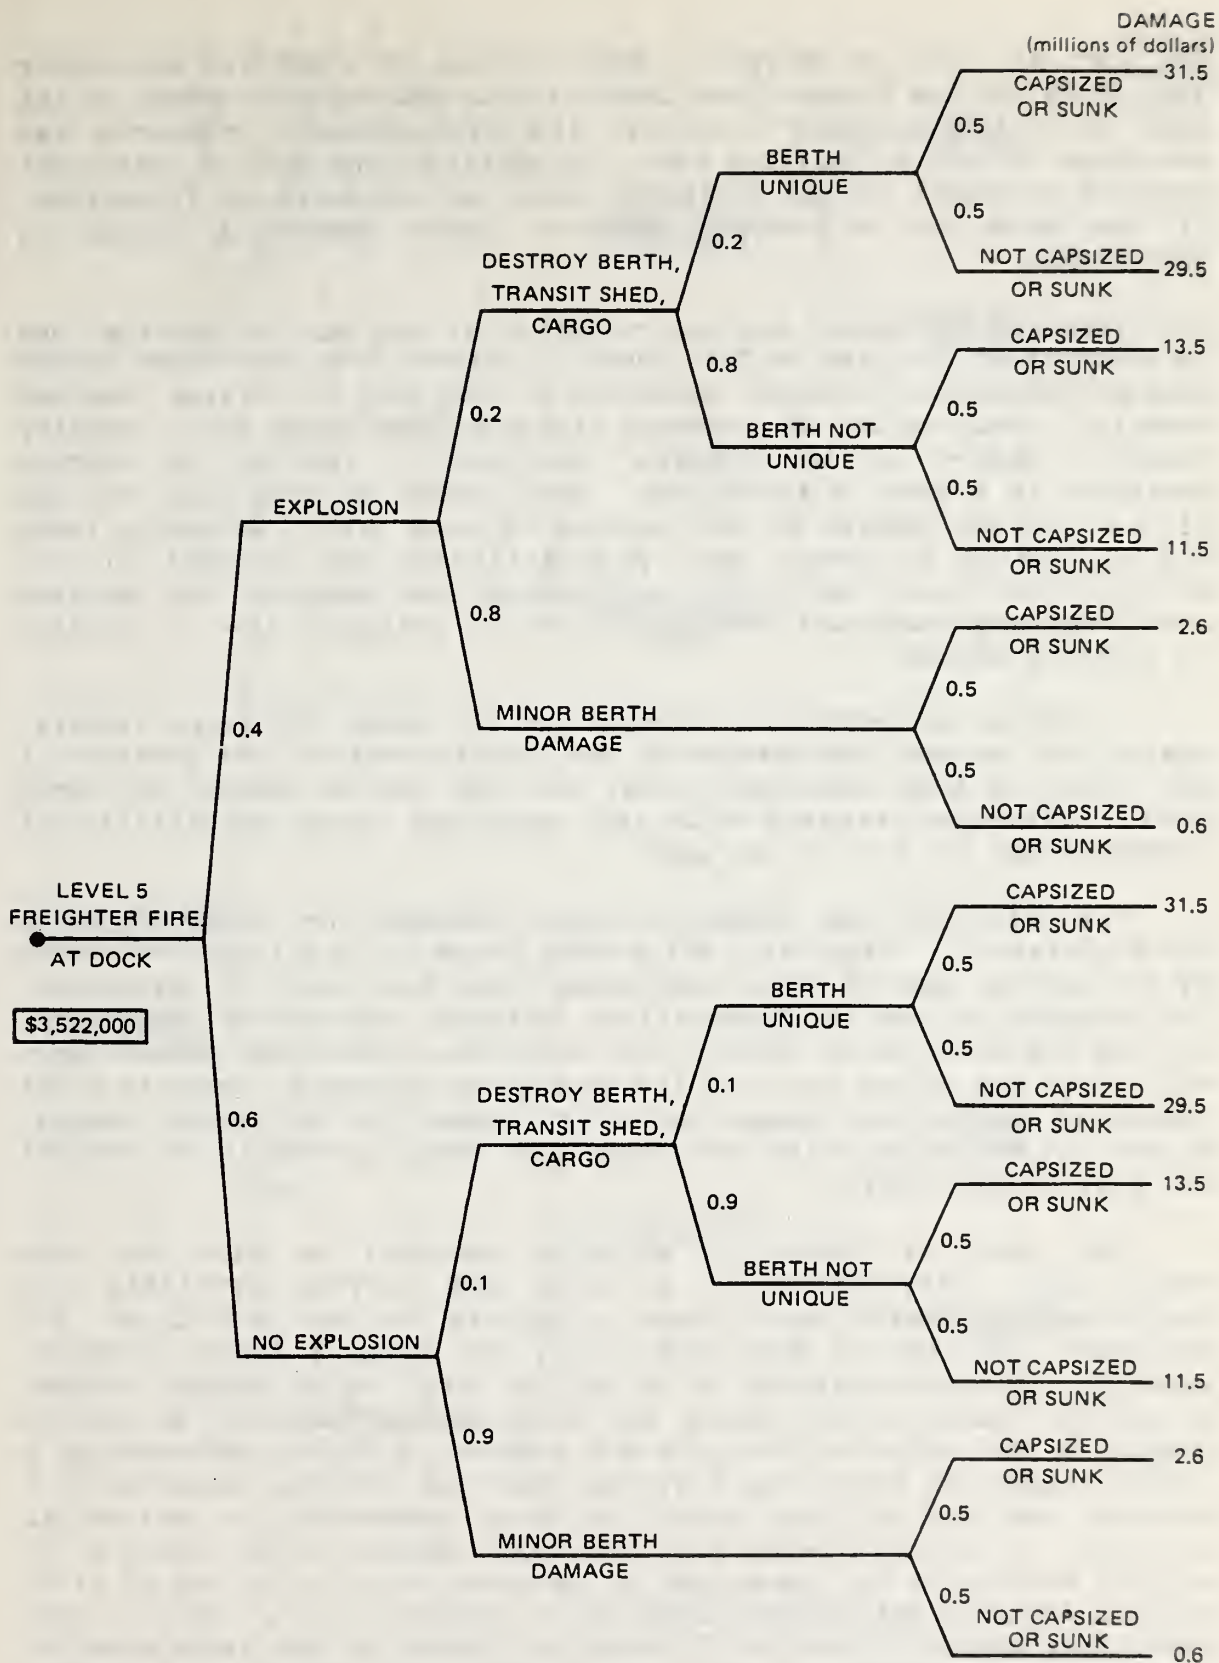 DAMAGE
(millions of dollars)
31.5
CAPSIZED
OR SUNK
0.5
BERTH
UNIQUE
0.5
0.2
NOT CAPSIZED
29.5
OR SUNK
DESTROY BERTH,
TRANSIT SHED,
CARGO
CAPSIZED
13.5
OR SUNK
0.8
0.5
0.2
BERTH NOT
UNIQUE
0.5
EXPLOSION
NOT CAPSIZED
11.5
OR SUNK
0.8
CAPSIZED
2.6
OR SUNK
0.5
MINOR BERTH
DAMAGE
0.4
0.5
NOT CAPSIZED
0.6
OR SUNK
LEVEL 5
FREIGHTER FIRE
AT DOCK
$3,522,000
CAPSIZED
31.5
OR SUNK
0.5
BERTH
UNIQUE
0.5
0.1
NOT CAPSIZED
29.5
OR SUNK
0.6
DESTROY BERTH,
TRANSIT SHED,
CARGO
CAPSIZED
13.5
OR SUNK
0.9
0.5
BERTH NOT
UNIQUE
0.1
0.5
NO EXPLOSION
NOT CAPSIZED
11.5
OR SUNK
0.9
CAPSIZED
2.6
OR SUNK
0.5
MINOR BERTH
DAMAGE
0.5
NOT CAPSIZED
OR SUNK
0.6